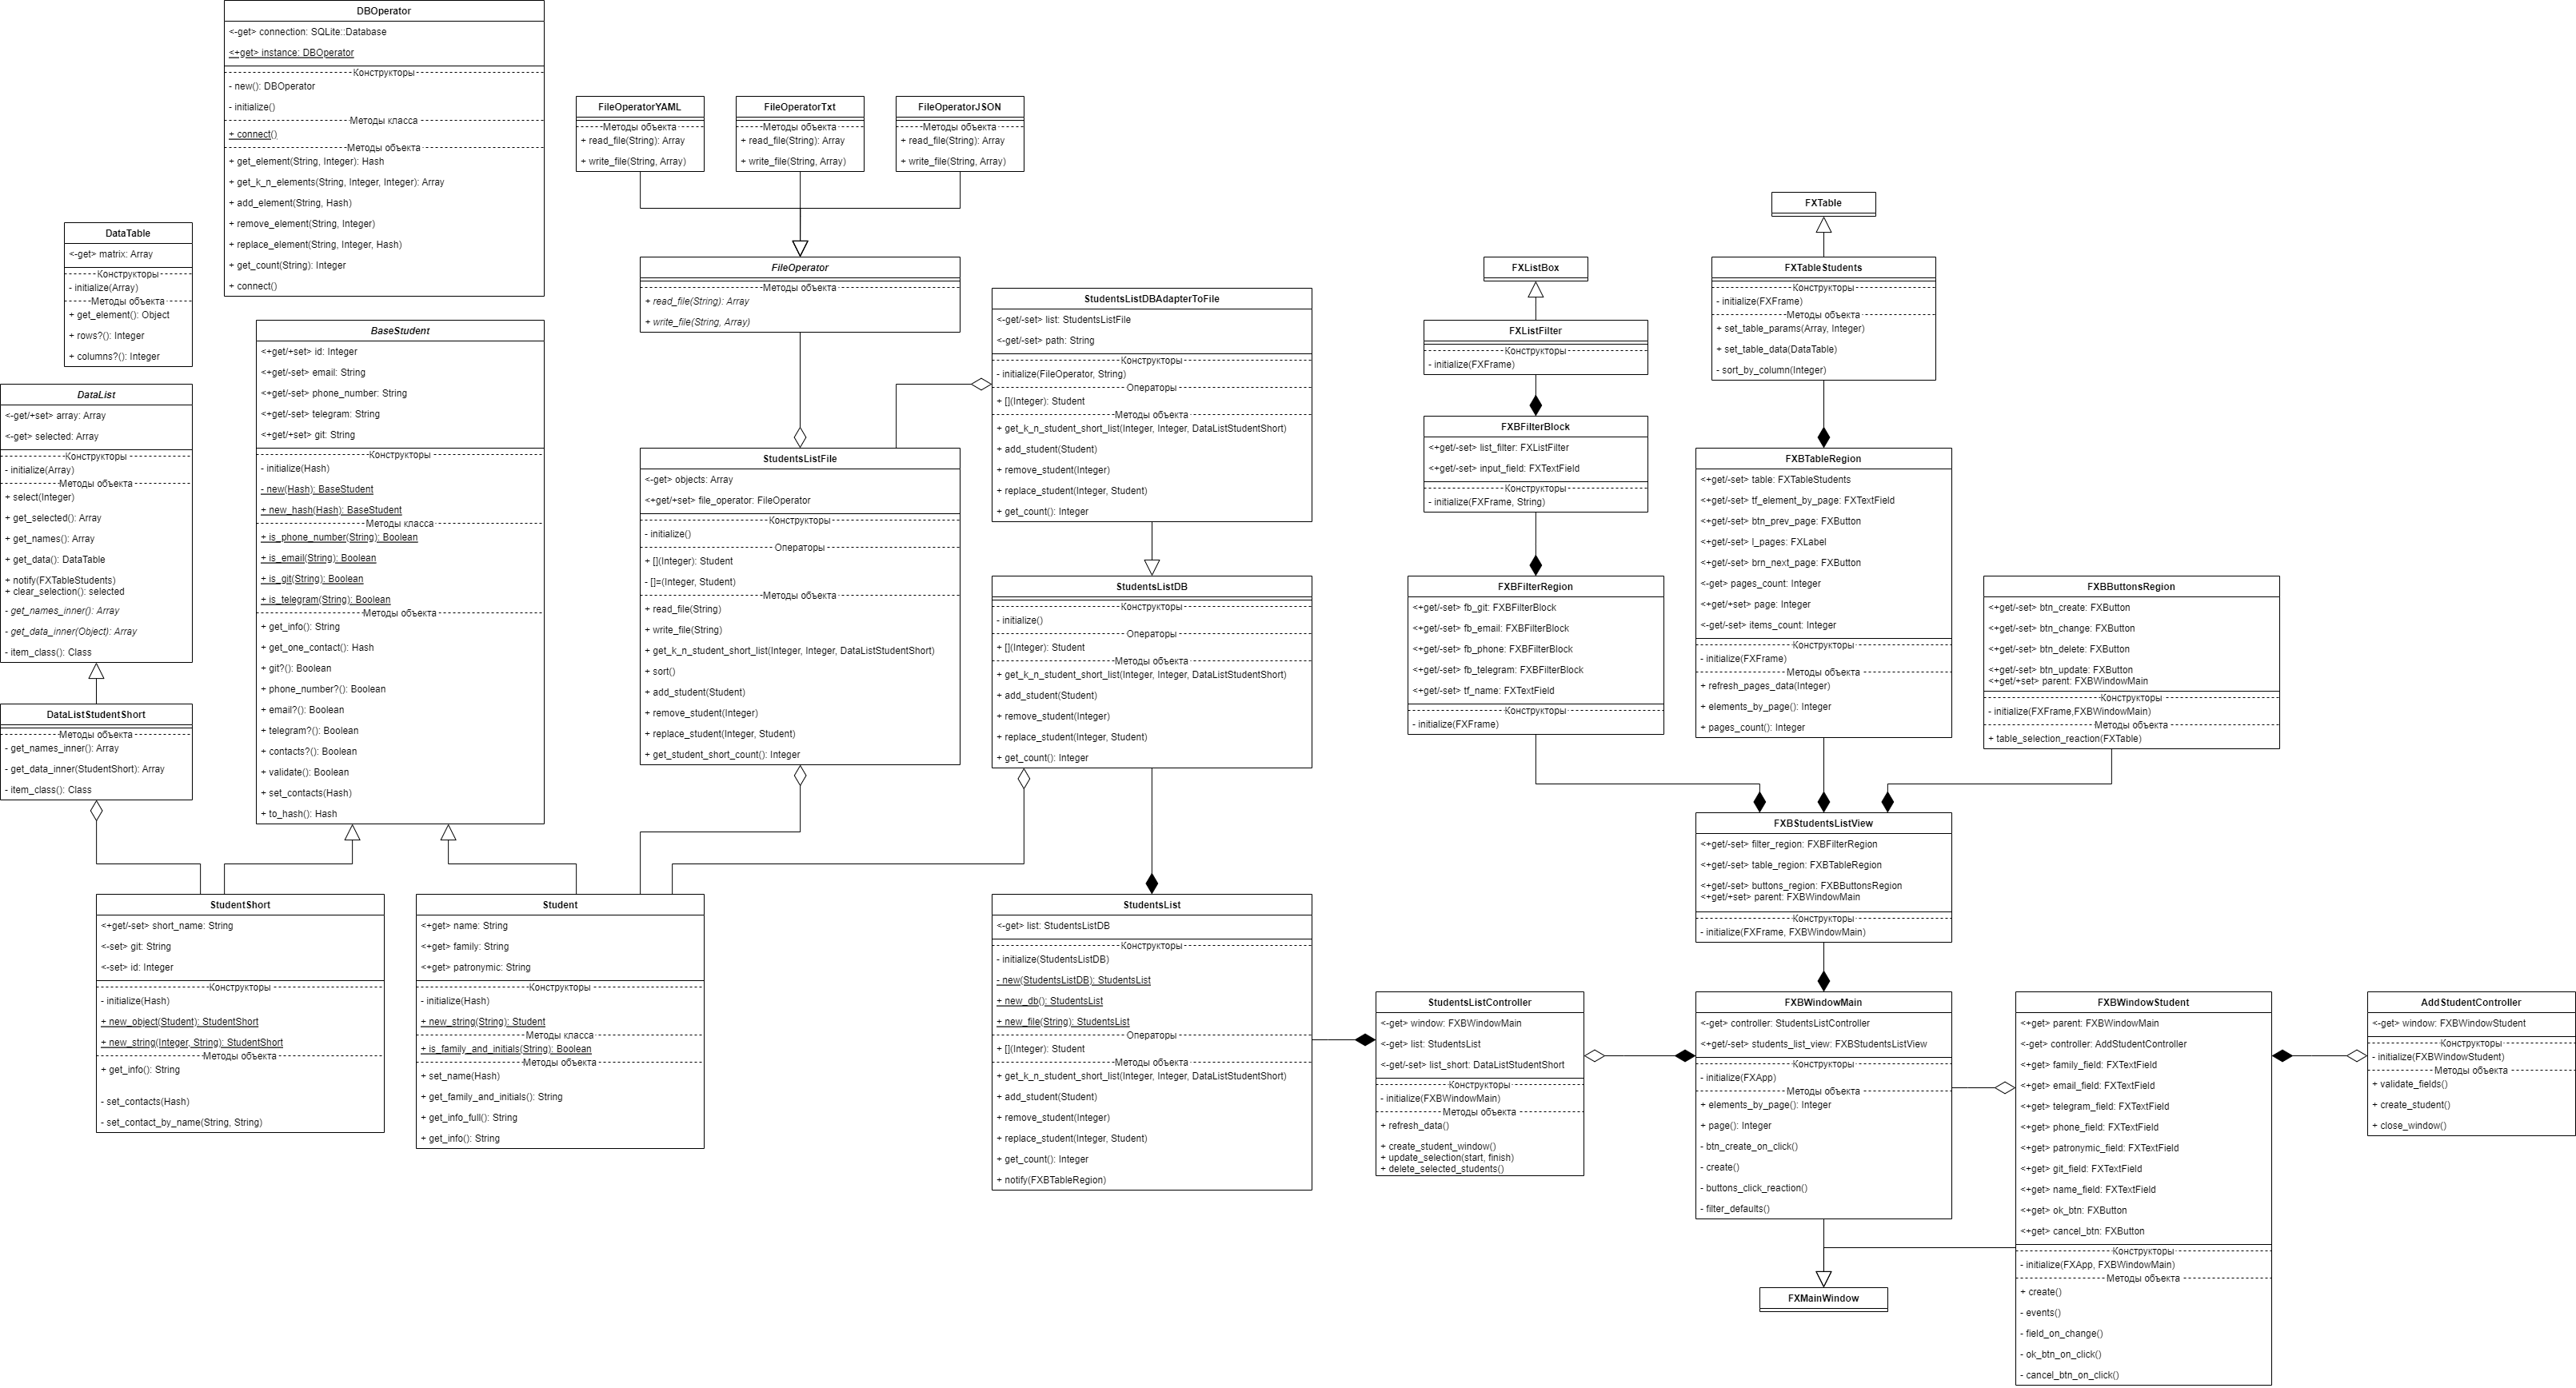 DBOperator
<-get> connection: SQLite::Database
<+get> instance: DBOperator
Конструкторы
- new(): DBOperator
- initialize()
Методы класса
+ connect()
Методы объекта
+ get_element(String, Integer): Hash
+ get_k_n_elements(String, Integer, Integer): Array
+ add_element(String, Hash)
+ remove_element(String, Integer)
+ replace_element(String, Integer, Hash)
+ get_count(String): Integer
+ connect()
FileOperatorYAML
Методы объекта
+ read_file(String): Array
+ write_file(String, Array)
FileOperatorTxt
Методы объекта
+ read_file(String): Array
+ write_file(String, Array)
FileOperatorJSON
Методы объекта
+ read_file(String): Array
+ write_file(String, Array)
DataTable
<-get> matrix: Array
Конструкторы
- initialize(Array)
Методы объекта
+ get_element(): Object
+ rows?(): Integer
+ columns?(): Integer
FileOperator
Методы объекта
+ read_file(String): Array
+ write_file(String, Array)
DataList
<-get/+set> array: Array
<-get> selected: Array
Конструкторы
- initialize(Array)
Методы объекта
+ select(Integer)
+ get_selected(): Array
+ get_names(): Array
+ get_data(): DataTable
+ notify(FXTableStudents)
+ clear_selection(): selected
- get_names_inner(): Array
- get_data_inner(Object): Array
- item_class(): Class
BaseStudent
<+get/+set> id: Integer
<+get/-set> email: String
<+get/-set> phone_number: String
<+get/-set> telegram: String
<+get/+set> git: String
Конструкторы
- initialize(Hash)
- new(Hash): BaseStudent
+ new_hash(Hash): BaseStudent
Методы класса
+ is_phone_number(String): Boolean
+ is_email(String): Boolean
+ is_git(String): Boolean
+ is_telegram(String): Boolean
Методы объекта
+ get_info(): String
+ get_one_contact(): Hash
+ git?(): Boolean
+ phone_number?(): Boolean
+ email?(): Boolean
+ telegram?(): Boolean
+ contacts?(): Boolean
+ validate(): Boolean
+ set_contacts(Hash)
+ to_hash(): Hash
StudentsListDBAdapterToFile
<-get/-set> list: StudentsListFile
<-get/-set> path: String
Конструкторы
- initialize(FileOperator, String)
Операторы
+ [](Integer): Student
Методы объекта
+ get_k_n_student_short_list(Integer, Integer, DataListStudentShort)
+ add_student(Student)
+ remove_student(Integer)
+ replace_student(Integer, Student)
+ get_count(): Integer
StudentsListFile
<-get> objects: Array
<+get/+set> file_operator: FileOperator
Конструкторы
- initialize()
Операторы
+ [](Integer): Student
- []=(Integer, Student)
Методы объекта
+ read_file(String)
+ write_file(String)
+ get_k_n_student_short_list(Integer, Integer, DataListStudentShort)
+ sort()
+ add_student(Student)
+ remove_student(Integer)
+ replace_student(Integer, Student)
+ get_student_short_count(): Integer
StudentsListDB
Конструкторы
- initialize()
Операторы
+ [](Integer): Student
Методы объекта
+ get_k_n_student_short_list(Integer, Integer, DataListStudentShort)
+ add_student(Student)
+ remove_student(Integer)
+ replace_student(Integer, Student)
+ get_count(): Integer
DataListStudentShort
Методы объекта
- get_names_inner(): Array
- get_data_inner(StudentShort): Array
- item_class(): Class
StudentShort
<+get/-set> short_name: String
<-set> git: String
<-set> id: Integer
Конструкторы
- initialize(Hash)
+ new_object(Student): StudentShort
+ new_string(Integer, String): StudentShort
Методы объекта
+ get_info(): String
- set_contacts(Hash)
- set_contact_by_name(String, String)
Student
<+get> name: String
<+get> family: String
<+get> patronymic: String
Конструкторы
- initialize(Hash)
+ new_string(String): Student
Методы класса
+ is_family_and_initials(String): Boolean
Методы объекта
+ set_name(Hash)
+ get_family_and_initials(): String
+ get_info_full(): String
+ get_info(): String
StudentsList
<-get> list: StudentsListDB
Конструкторы
- initialize(StudentsListDB)
- new(StudentsListDB): StudentsList
+ new_db(): StudentsList
+ new_file(String): StudentsList
Операторы
+ [](Integer): Student
Методы объекта
+ get_k_n_student_short_list(Integer, Integer, DataListStudentShort)
+ add_student(Student)
+ remove_student(Integer)
+ replace_student(Integer, Student)
+ get_count(): Integer
+ notify(FXBTableRegion)
FXTable
FXListBox
FXTableStudents
Конструкторы
- initialize(FXFrame)
Методы объекта
+ set_table_params(Array, Integer)
+ set_table_data(DataTable)
- sort_by_column(Integer)
FXListFilter
Конструкторы
- initialize(FXFrame)
FXBFilterBlock
<+get/-set> list_filter: FXListFilter
<+get/-set> input_field: FXTextField
Конструкторы
- initialize(FXFrame, String)
FXBTableRegion
<+get/-set> table: FXTableStudents
<+get/-set> tf_element_by_page: FXTextField
<+get/-set> btn_prev_page: FXButton
<+get/-set> l_pages: FXLabel
<+get/-set> brn_next_page: FXButton
<-get> pages_count: Integer
<+get/+set> page: Integer
<-get/-set> items_count: Integer
Конструкторы
- initialize(FXFrame)
Методы объекта
+ refresh_pages_data(Integer)
+ elements_by_page(): Integer
+ pages_count(): Integer
FXBFilterRegion
<+get/-set> fb_git: FXBFilterBlock
<+get/-set> fb_email: FXBFilterBlock
<+get/-set> fb_phone: FXBFilterBlock
<+get/-set> fb_telegram: FXBFilterBlock
<+get/-set> tf_name: FXTextField
Конструкторы
- initialize(FXFrame)
FXBButtonsRegion
<+get/-set> btn_create: FXButton
<+get/-set> btn_change: FXButton
<+get/-set> btn_delete: FXButton
<+get/-set> btn_update: FXButton
<+get/+set> parent: FXBWindowMain
Конструкторы
- initialize(FXFrame,FXBWindowMain)
Методы объекта
+ table_selection_reaction(FXTable)
FXBStudentsListView
<+get/-set> filter_region: FXBFilterRegion
<+get/-set> table_region: FXBTableRegion
<+get/-set> buttons_region: FXBButtonsRegion
<+get/+set> parent: FXBWindowMain
Конструкторы
- initialize(FXFrame, FXBWindowMain)
StudentsListController
<-get> window: FXBWindowMain
<-get> list: StudentsList
<-get/-set> list_short: DataListStudentShort
Конструкторы
- initialize(FXBWindowMain)
Методы объекта
+ refresh_data()
+ create_student_window()
+ update_selection(start, finish)
+ delete_selected_students()
FXBWindowMain
<-get> controller: StudentsListController
<+get/-set> students_list_view: FXBStudentsListView
Конструкторы
- initialize(FXApp)
Методы объекта
+ elements_by_page(): Integer
+ page(): Integer
- btn_create_on_click()
- create()
- buttons_click_reaction()
- filter_defaults()
FXMainWindow
FXBWindowStudent
<+get> parent: FXBWindowMain
<-get> controller: AddStudentController
<+get> family_field: FXTextField
<+get> email_field: FXTextField
<+get> telegram_field: FXTextField
<+get> phone_field: FXTextField
<+get> patronymic_field: FXTextField
<+get> git_field: FXTextField
<+get> name_field: FXTextField
<+get> ok_btn: FXButton
<+get> cancel_btn: FXButton
Конструкторы
- initialize(FXApp, FXBWindowMain)
Методы объекта
+ create()
- events()
- field_on_change()
- ok_btn_on_click()
- cancel_btn_on_click()
AddStudentController
<-get> window: FXBWindowStudent
Конструкторы
- initialize(FXBWindowStudent)
Методы объекта
+ validate_fields()
+ create_student()
+ close_window()